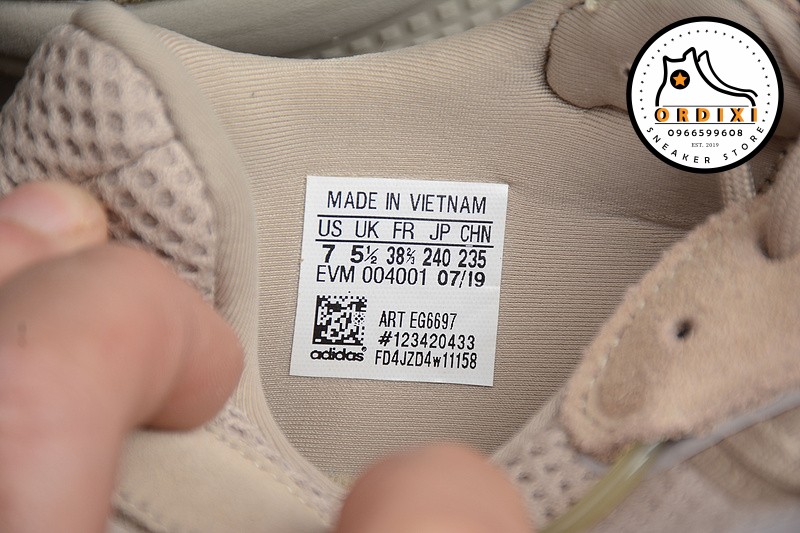 ORDIXI
0966599608
EST. 2019
SNEAKER STORE
MADE IN VIETNAM
US UK FR JP CHN
7 5½ 38⅔ 240 235
EVM 004001 07/19
ART EG6697
#123420433
adidas® FD4JZD4w11158